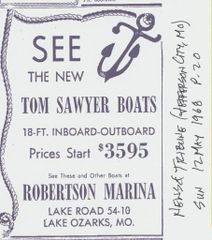 SEE
THE NEW
TOM SAWYER BOATS
18-FT. INBOARD-OUTBOARD
Prices Start $3595
See These and Other Boats at
ROBERTSON MARINA
LAKE ROAD 54-10
LAKE OZARKS, MO.
NEWS & TRIBUNE (JEFFERSON CITY, MO)
SUN 12 MAY 1968 P. 20